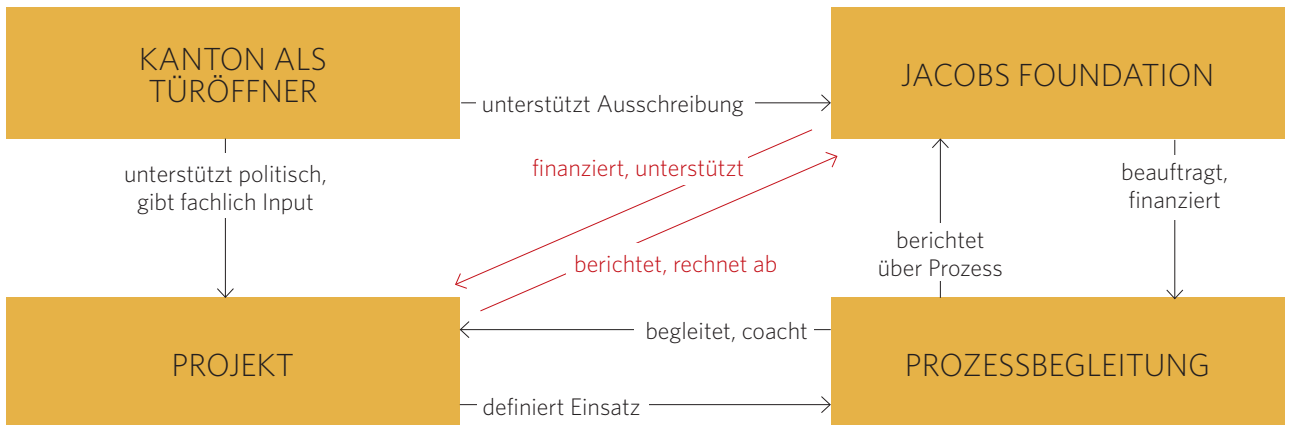 KANTON ALS
TÜRÖFFNER
JACOBS FOUNDATION
unterstützt Ausschreibung
unterstützt politisch,
gibt fachlich Input
finanziert, unterstützt
beauftragt,
finanziert
berichtet, rechnet ab
berichtet
über Prozess
begleitet, coacht
PROJEKT
PROZESSBEGLEITUNG
definiert Einsatz